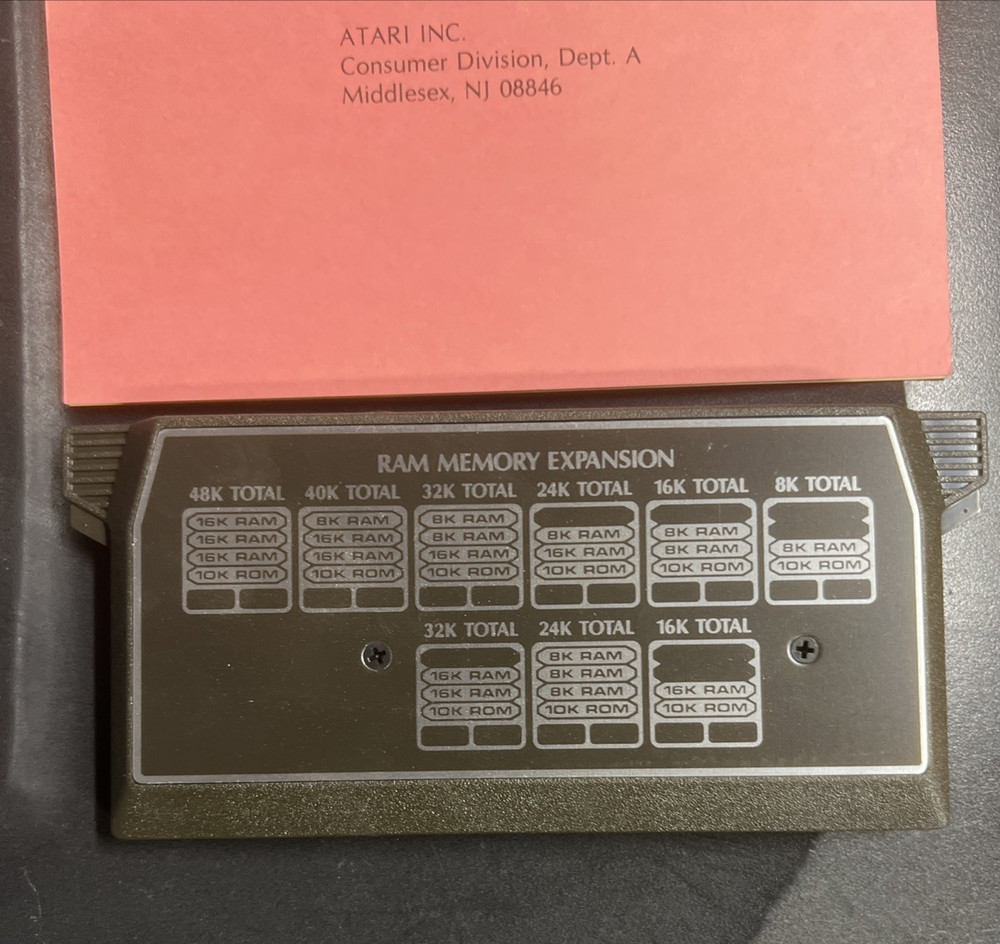 ATARI INC.
Consumer Division, Dept. A
Middlesex, NJ 08846
RAM MEMORY EXPANSION
48K TOTAL
16K RAM
16K RAM
16K RAM
10K ROM
40K TOTAL
8K RAM
16K RAM
16K RAM
10K ROM
32K TOTAL
8K RAM
8K RAM
16K RAM
10K ROM
24K TOTAL
8K RAM
16K RAM
10K ROM
16K TOTAL
8K RAM
8K RAM
10K ROM
8K TOTAL
8K RAM
10K ROM
32K TOTAL
16K RAM
16K RAM
10K ROM
24K TOTAL
8K RAM
8K RAM
8K RAM
10K ROM
16K TOTAL
16K RAM
10K ROM